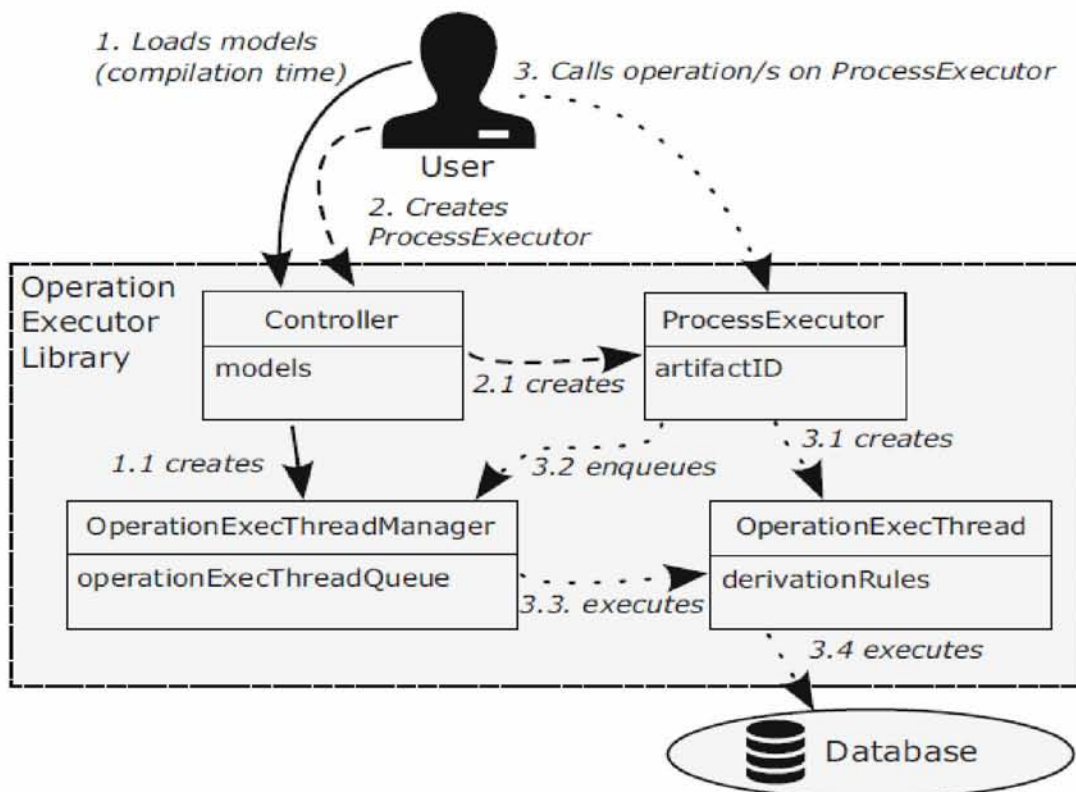 1. Loads models
(compilation time)
3. Calls operation/s on ProcessExecutor
User
2. Creates
ProcessExecutor
Operation
Executor
Library
Controller
models
2.1 creates
ProcessExecutor
artifactID
1.1 creates
3.2 enqueues
3.1 creates
OperationExecThreadManager
operationExecThreadQueue
3.3. executes
OperationExecThread
derivationRules
3.4 executes
Database